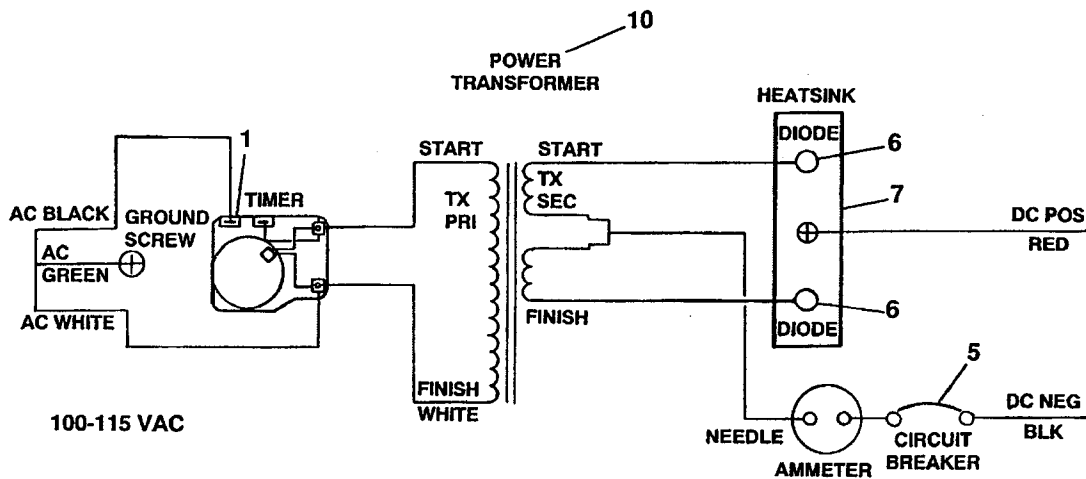 10
POWER
TRANSFORMER
HEATSINK
DIODE
6
1
START
START
TIMER
TX
PRI
TX
SEC
7
AC BLACK
GROUND
SCREW
DC POS
RED
AC
GREEN
AC WHITE
FINISH
6
DIODE
5
FINISH
WHITE
100-115 VAC
NEEDLE
AMMETER
CIRCUIT
BREAKER
DC NEG
BLK